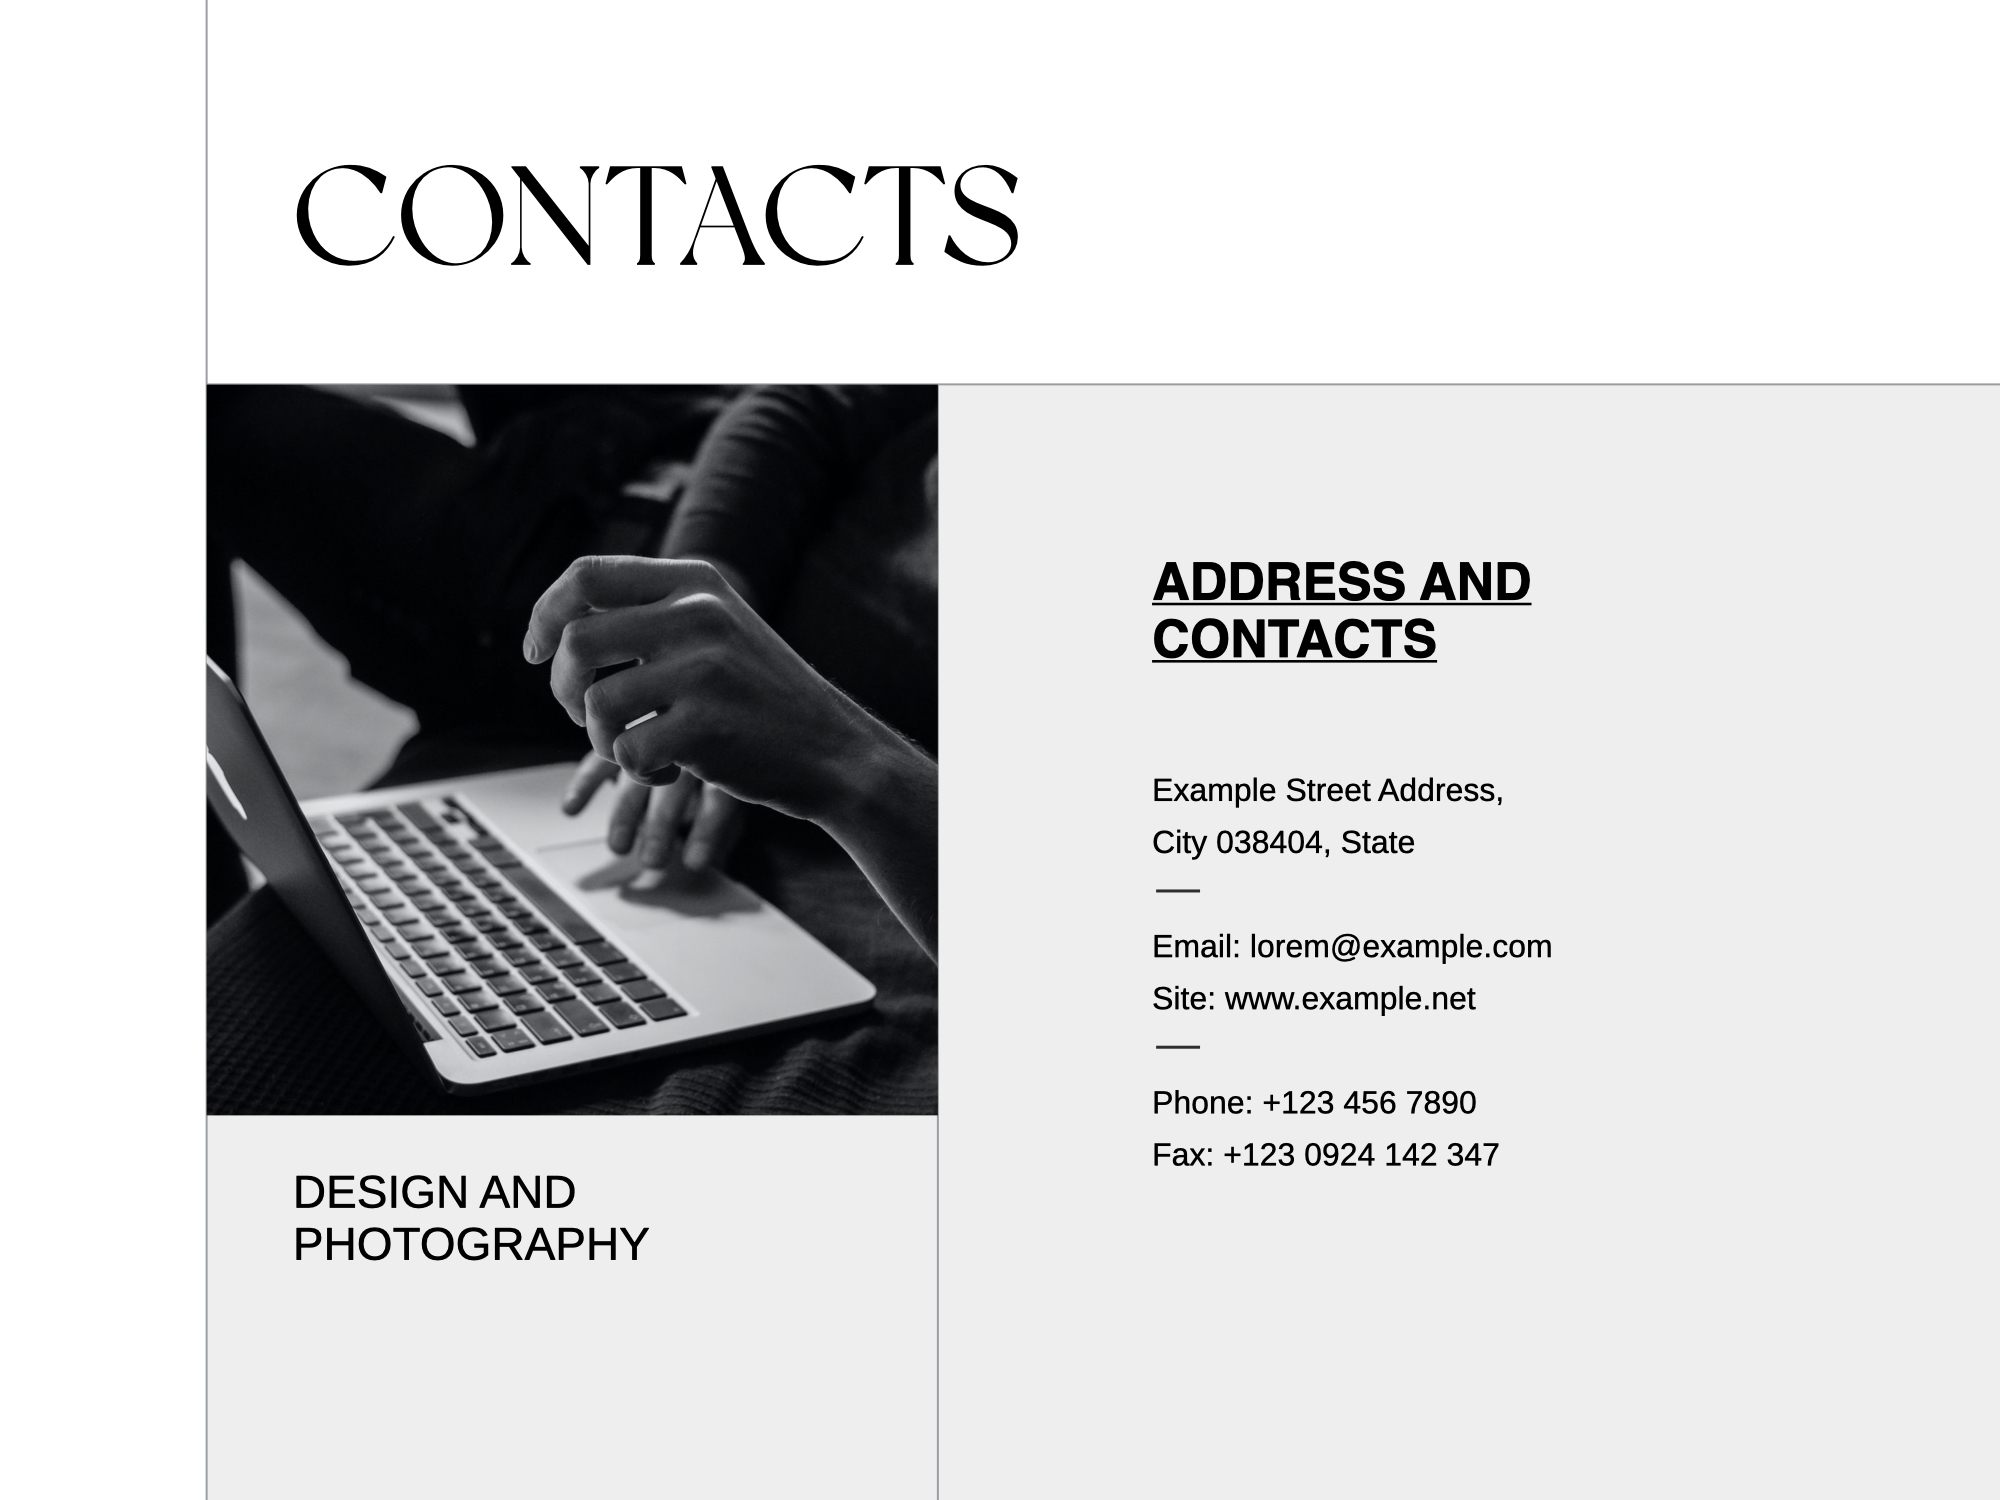 CONTACTS
ADDRESS AND
CONTACTS
Example Street Address,
City 038404, State
Email: lorem@example.com
Site: www.example.net
Phone: +123 456 7890
Fax: +123 0924 142 347
DESIGN AND
PHOTOGRAPHY